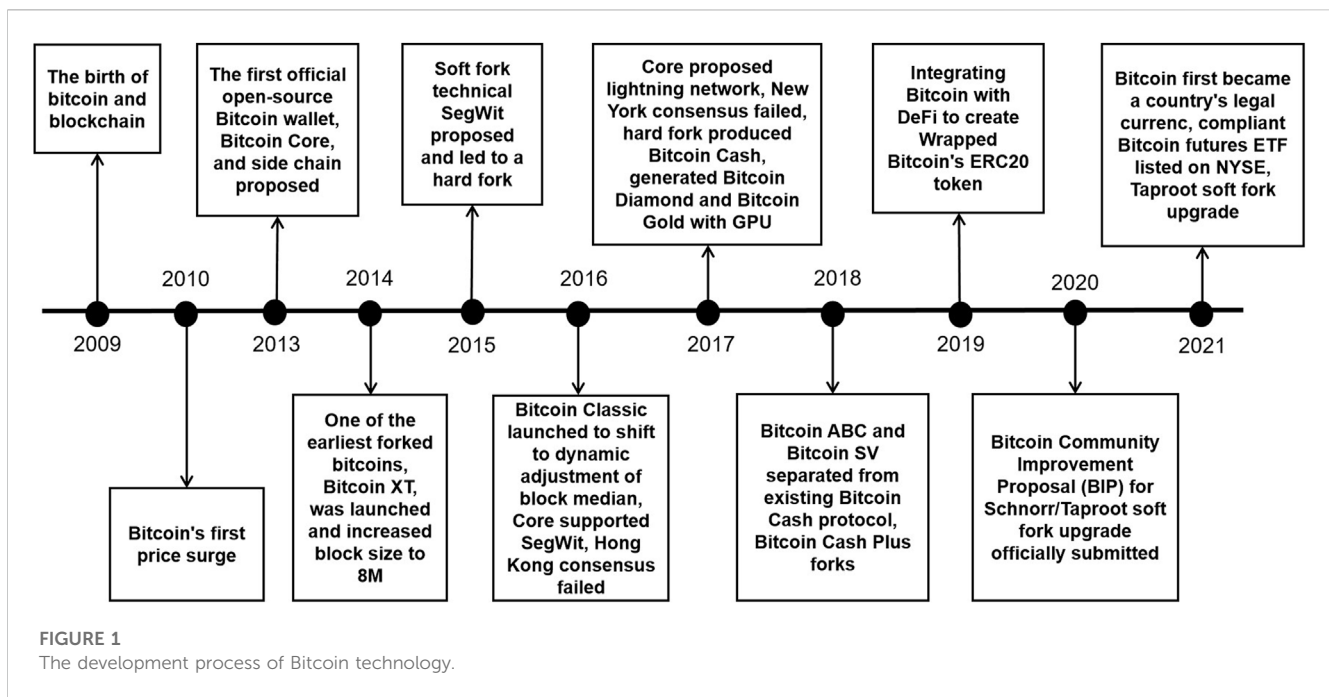 The birth of
bitcoin and
blockchain
The first official
open-source
Bitcoin wallet,
Bitcoin Core,
and side chain
proposed
Soft fork
technical
SegWit
proposed
and led to a
hard fork
Core proposed
lightning network, New
York consensus failed,
hard fork produced
Bitcoin Cash,
generated Bitcoin
Diamond and Bitcoin
Gold with GPU
Integrating
Bitcoin with
DeFi to create
Wrapped
Bitcoin's ERC20
token
Bitcoin first became
a country's legal
currenc, compliant
Bitcoin futures ETF
listed on NYSE,
Taproot soft fork
upgrade
2010
2014
2016
2018
2020
2009
2013
2015
2017
2019
2021
Bitcoin's first
price surge
One of the
earliest forked
bitcoins,
Bitcoin XT,
was launched
and increased
block size to
8M
Bitcoin Classic
launched to shift
to dynamic
adjustment of
block median,
Core supported
SegWit, Hong
Kong consensus
failed
Bitcoin ABC and
Bitcoin SV
separated from
existing Bitcoin
Cash protocol,
Bitcoin Cash Plus
forks
Bitcoin Community
Improvement
Proposal (BIP) for
Schnorr/Taproot soft
fork upgrade
officially submitted
FIGURE 1
The development process of Bitcoin technology.